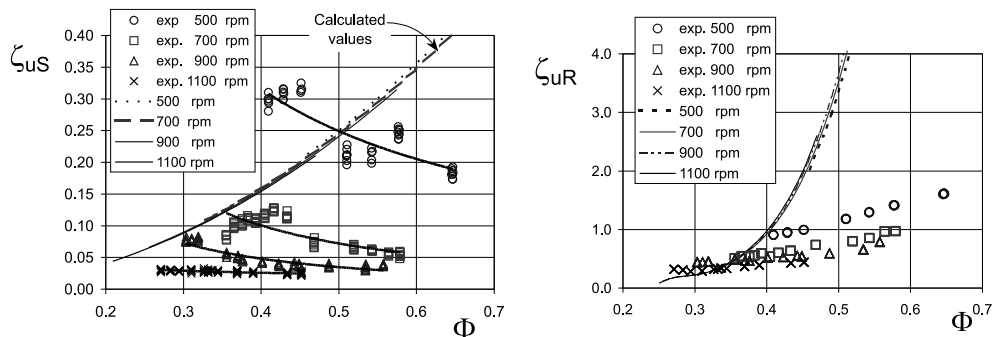 exp 500 rpm
exp. 700 rpm
exp. 900 rpm
exp. 1100 rpm
500 rpm
700 rpm
900 rpm
1100 rpm
Calculated
values
ζuS
0.40
0.35
0.30
0.25
0.20
0.15
0.10
0.05
0.00
0.2 0.3 0.4 0.5 0.6 0.7
Φ
exp. 500 rpm
exp. 700 rpm
exp. 900 rpm
exp. 1100 rpm
500 rpm
700 rpm
900 rpm
1100 rpm
ζuR
4.0
3.0
2.0
1.0
0.0
0.2 0.3 0.4 0.5 0.6 0.7
Φ